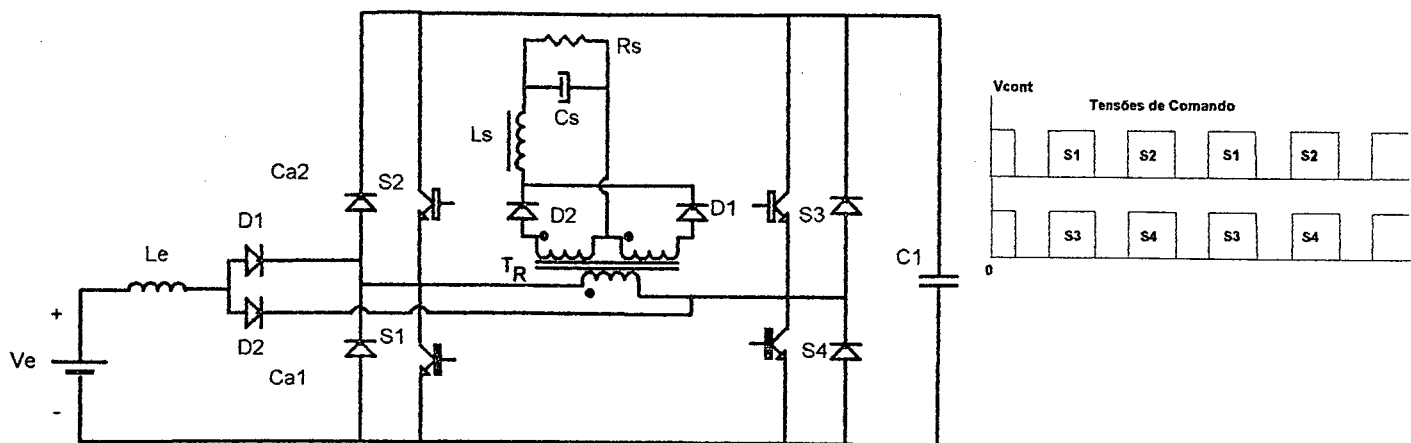 Rs
Cs
Ls
Ca2
S2
D1
Le
D2
D1
S3
TR
C1
+
Ve
-
D2
S1
Ca1
S4
Vcont
Tensões de Comando
S1 S2 S1 S2
S3 S4 S3 S4
0